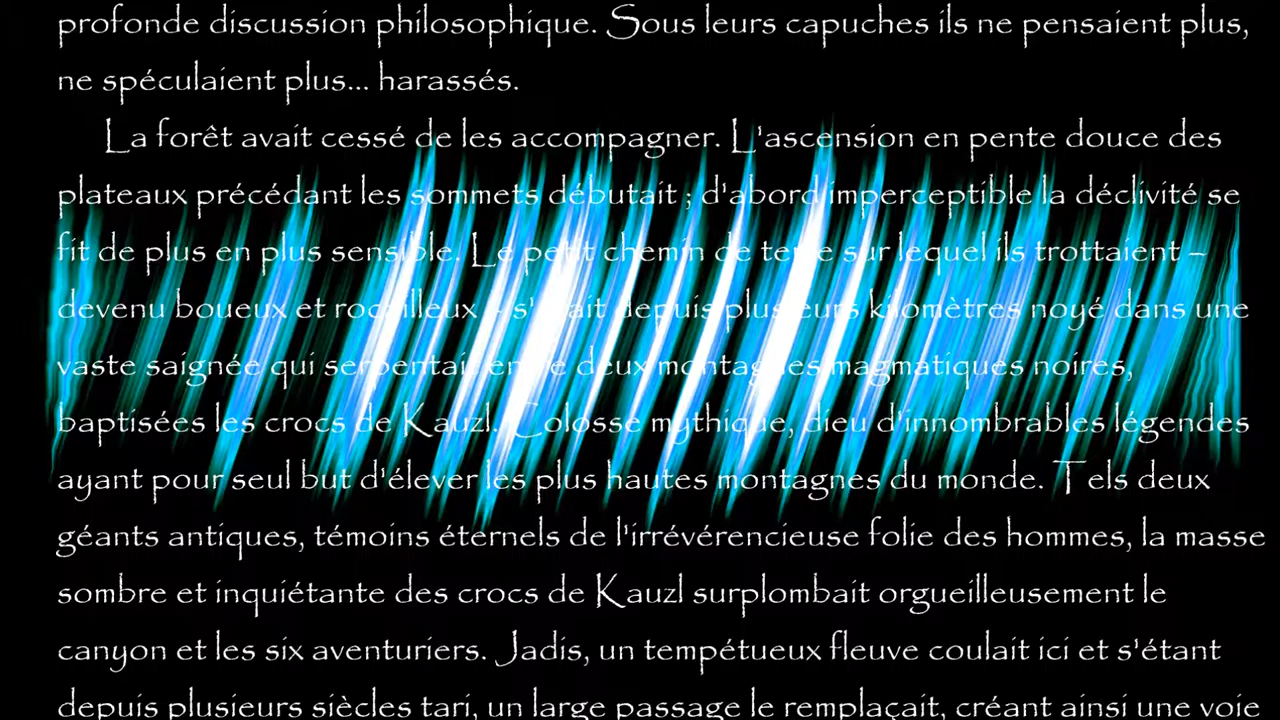 profonde discussion philosophique. Sous leurs capuches ils ne pensaient plus,
ne spéculaient plus... harassés.
La forêt avait cessé de les accompagner. L'ascension en pente douce des
plateaux précédant les sommets débutait ; d'abord imperceptible la déclivité se
fit de plus en plus sensible. Le petit chemin de terre sur lequel ils trottaient –
devenu boueux et rocailleux – s'était depuis plusieurs kilomètres noyé dans une
vaste saignée qui serpentait entre deux montagnes magmatiques noires,
baptisées les crocs de Kauzl. Colosse mythique, dieu d'innombrables légendes
ayant pour seul but d'élever les plus hautes montagnes du monde. Tels deux
géants antiques, témoins éternels de l'irrévérencieuse folie des hommes, la masse
sombre et inquiétante des crocs de Kauzl surplombait orgueilleusement le
canyon et les six aventuriers. Jadis, un tempétueux fleuve coulait ici et s'étant
depuis plusieurs siècles tari, un large passage le remplaçait, créant ainsi une voie